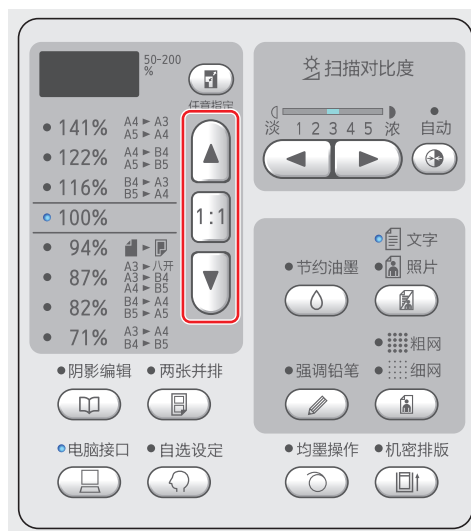 50-200
%
任意指定
141% A4►A3
A5►A4
122% A4►B4
A5►B5
116% B4►A3
B5►A4
100%
94%
87% A3►八开
A3►B4
A4►B5
82% B4►A4
B5►A5
71% A3►A4
B4►B5
1:1
扫描对比度
淡 1 2 3 4 5 浓 自动
文字
节约油墨 照片
粗网
强调铅笔 细网
阴影编辑 两张并排
电脑接口 自选设定
均墨操作 机密排版